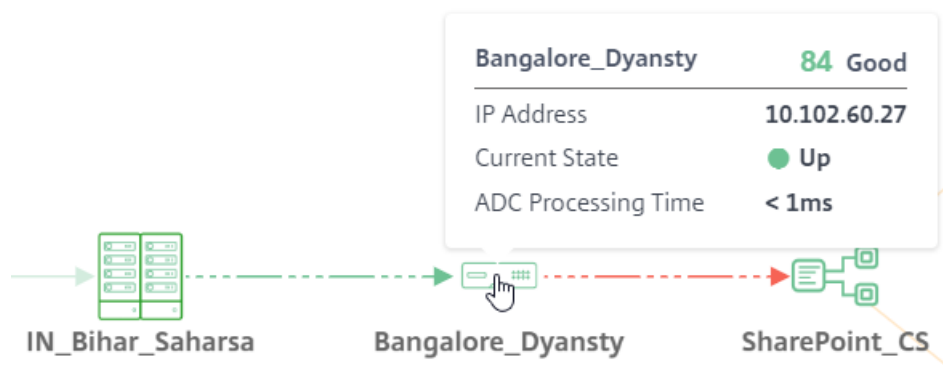 Bangalore_Dyansty 84 Good
IP Address 10.102.60.27
Current State Up
ADC Processing Time < 1ms
IN_Bihar_Saharsa Bangalore_Dyansty SharePoint_CS